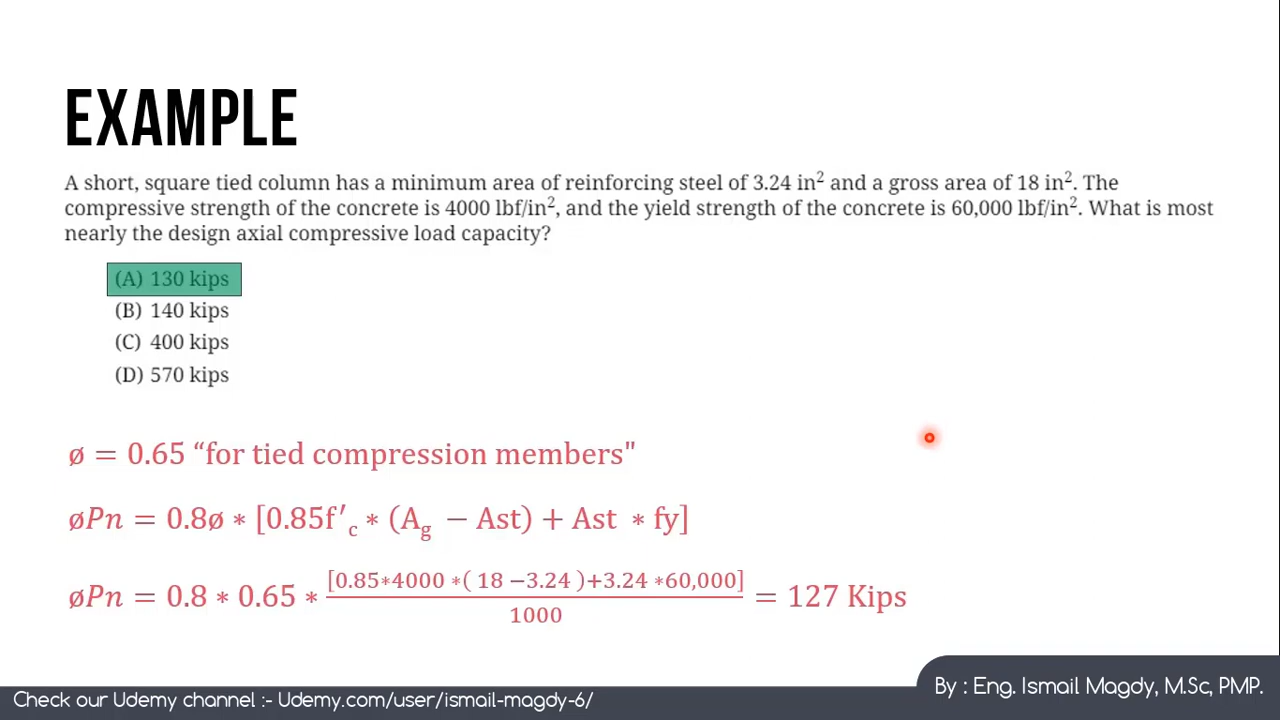 EXAMPLE
A short, square tied column has a minimum area of reinforcing steel of 3.24 in² and a gross area of 18 in². The
compressive strength of the concrete is 4000 lbf/in², and the yield strength of the concrete is 60,000 lbf/in². What is most
nearly the design axial compressive load capacity?
(A) 130 kips
(B) 140 kips
(C) 400 kips
(D) 570 kips
ø = 0.65 “for tied compression members"
øPn = 0.8ø ∗ [0.85f′c ∗ (Ag − Ast) + Ast ∗ fy]
øPn = 0.8 ∗ 0.65 ∗ [0.85∗4000 ∗( 18 −3.24 )+3.24 ∗60,000] / 1000 = 127 Kips
By : Eng. Ismail Magdy, M.Sc, PMP.
Check our Udemy channel :- Udemy.com/user/ismail-magdy-6/